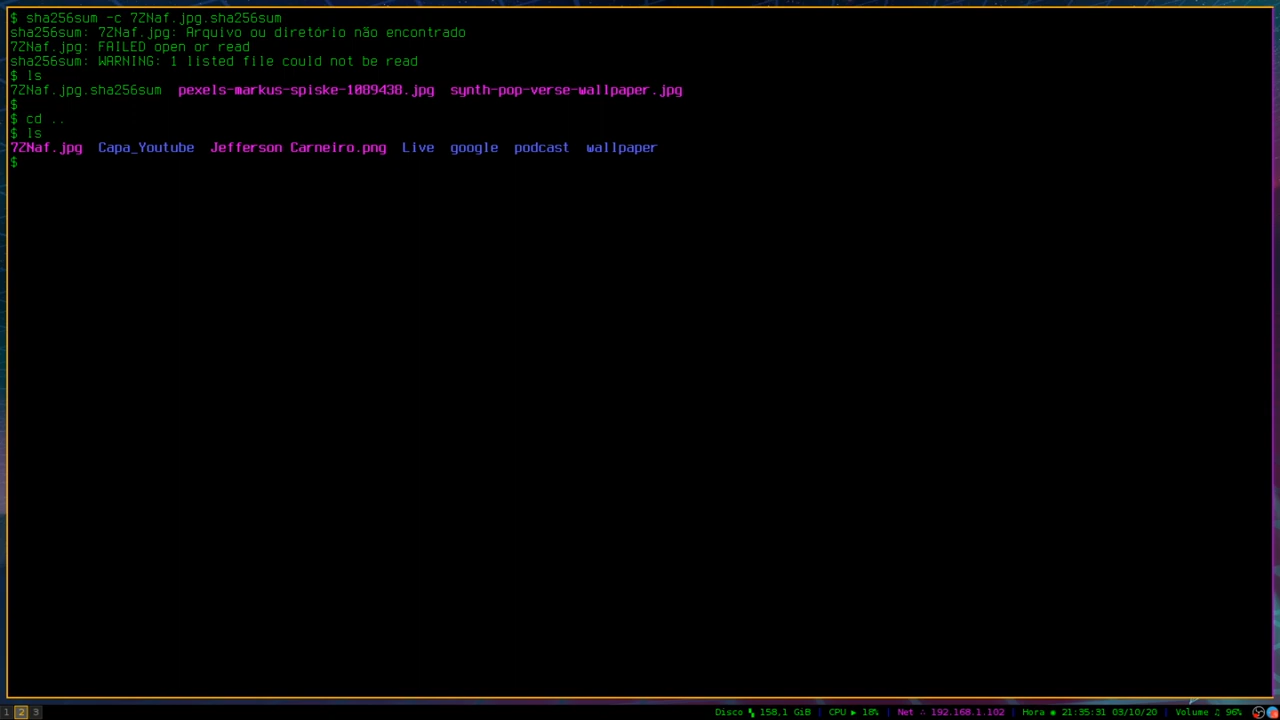 $ sha256sum -c 7ZNaf.jpg.sha256sum
sha256sum: 7ZNaf.jpg: Arquivo ou diretório não encontrado
7ZNaf.jpg: FAILED open or read
sha256sum: WARNING: 1 listed file could not be read
$ ls
7ZNaf.jpg.sha256sum  pexels-markus-spiske-1089438.jpg  synth-pop-verse-wallpaper.jpg
$
$ cd ..
$ ls
7ZNaf.jpg  Capa_Youtube  Jefferson Carneiro.png  Live  google  podcast  wallpaper
$
1 2 3 Disco 158,1 GiB | CPU 18% | Net 192.168.1.102 | Hora 21:35:31 03/10/20 | Volume 96%